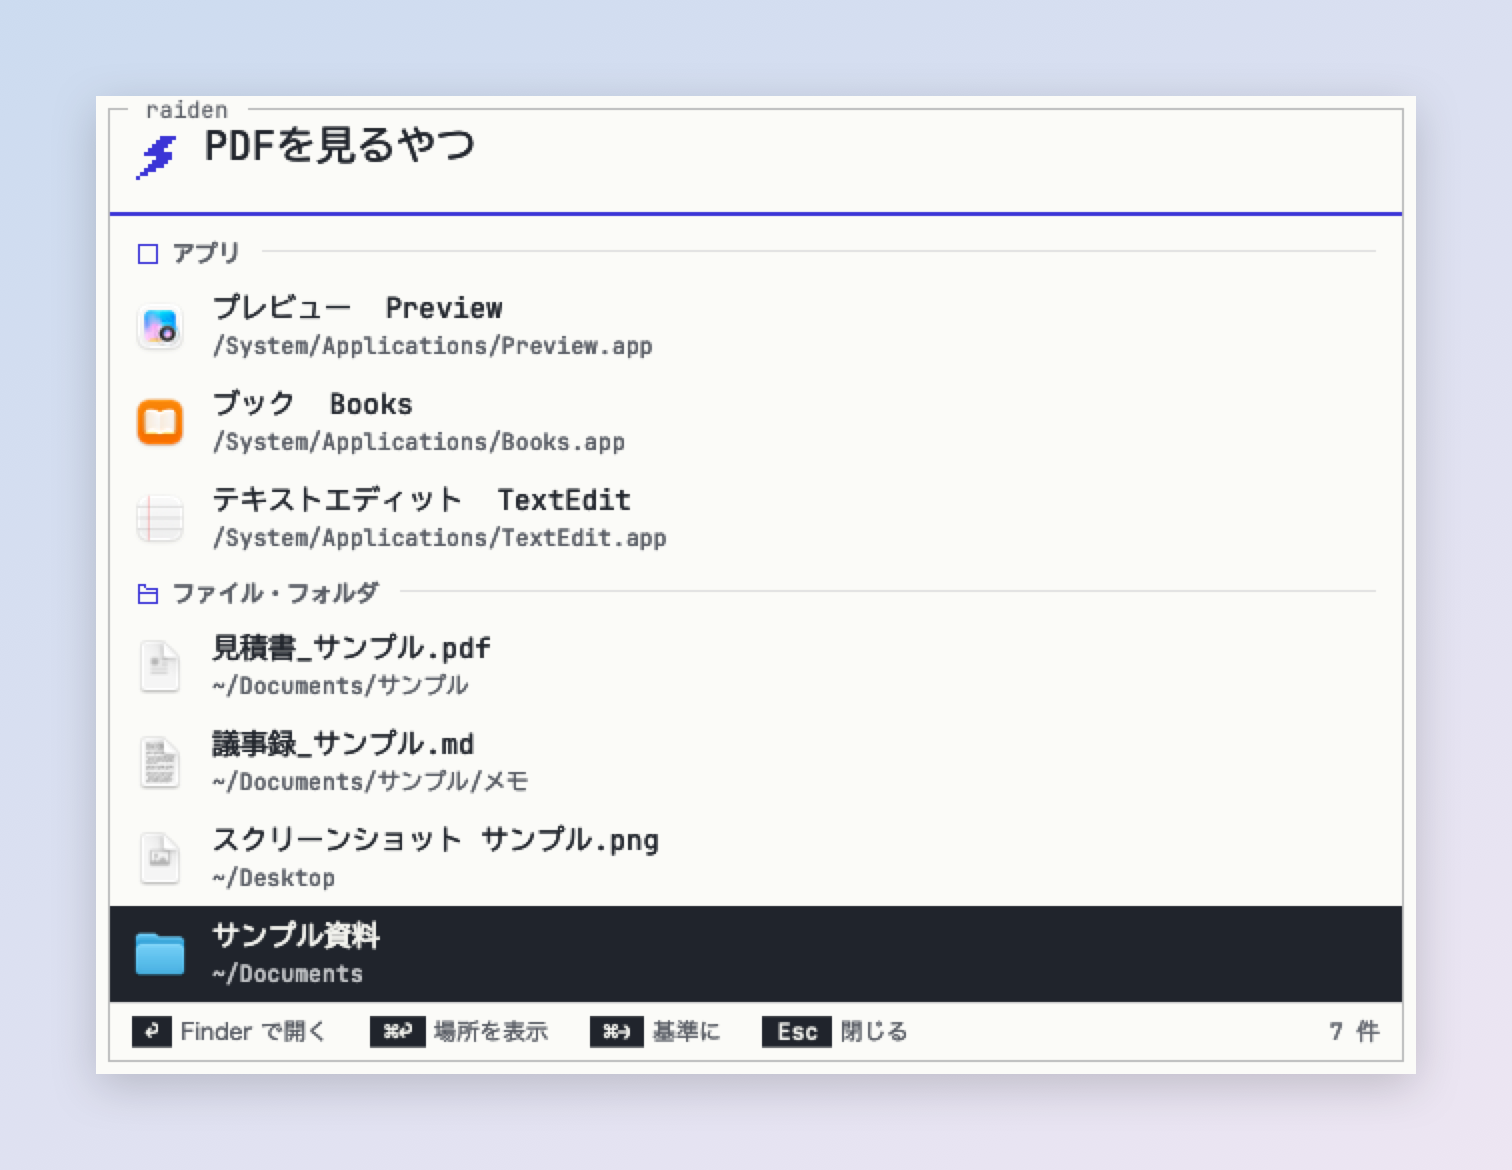 raiden
PDFを見るやつ
アプリ
プレビュー Preview
/System/Applications/Preview.app
ブック Books
/System/Applications/Books.app
テキストエディット TextEdit
/System/Applications/TextEdit.app
ファイル・フォルダ
見積書_サンプル.pdf
~/Documents/サンプル
議事録_サンプル.md
~/Documents/サンプル/メモ
スクリーンショット サンプル.png
~/Desktop
サンプル資料
~/Documents
⏎ Finder で開く ⌘⏎ 場所を表示 ⌘→ 基準に Esc 閉じる 7 件